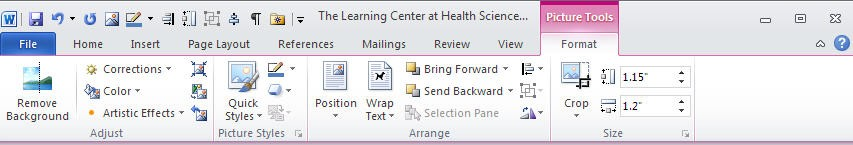 The Learning Center at Health Science... Picture Tools
File Home Insert Page Layout References Mailings Review View Format
Remove Background
Corrections
Color
Artistic Effects
Adjust
Quick Styles
Picture Styles
Position
Wrap Text
Bring Forward
Send Backward
Selection Pane
Arrange
Crop
1.15"
1.2"
Size